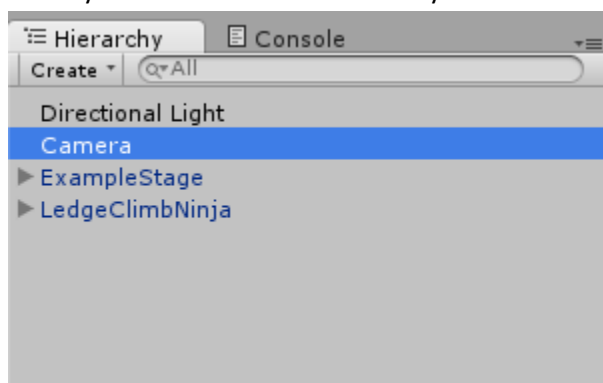 Hierarchy Console
Create All
Directional Light
Camera
ExampleStage
LedgeClimbNinja